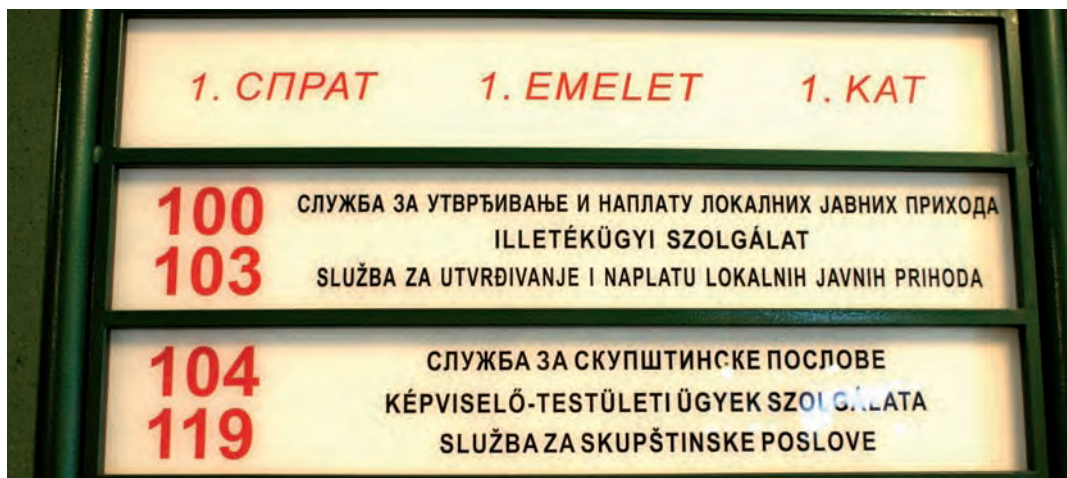 1. СПРАТ 1. EMELET 1. KAT
100
103
СЛУЖБА ЗА УТВРЂИВАЊЕ И НАПЛАТУ ЛОКАЛНИХ ЈАВНИХ ПРИХОДА
ILLETÉKÜGYI SZOLGÁLAT
SLUŽBA ZA UTVRĐIVANJE I NAPLATU LOKALNIH JAVNIH PRIHODA
104
119
СЛУЖБА ЗА СКУПШТИНСКЕ ПОСЛОВЕ
KÉPVISELŐ-TESTÜLETI ÜGYEK SZOLGÁLATA
SLUŽBA ZA SKUPŠTINSKE POSLOVE